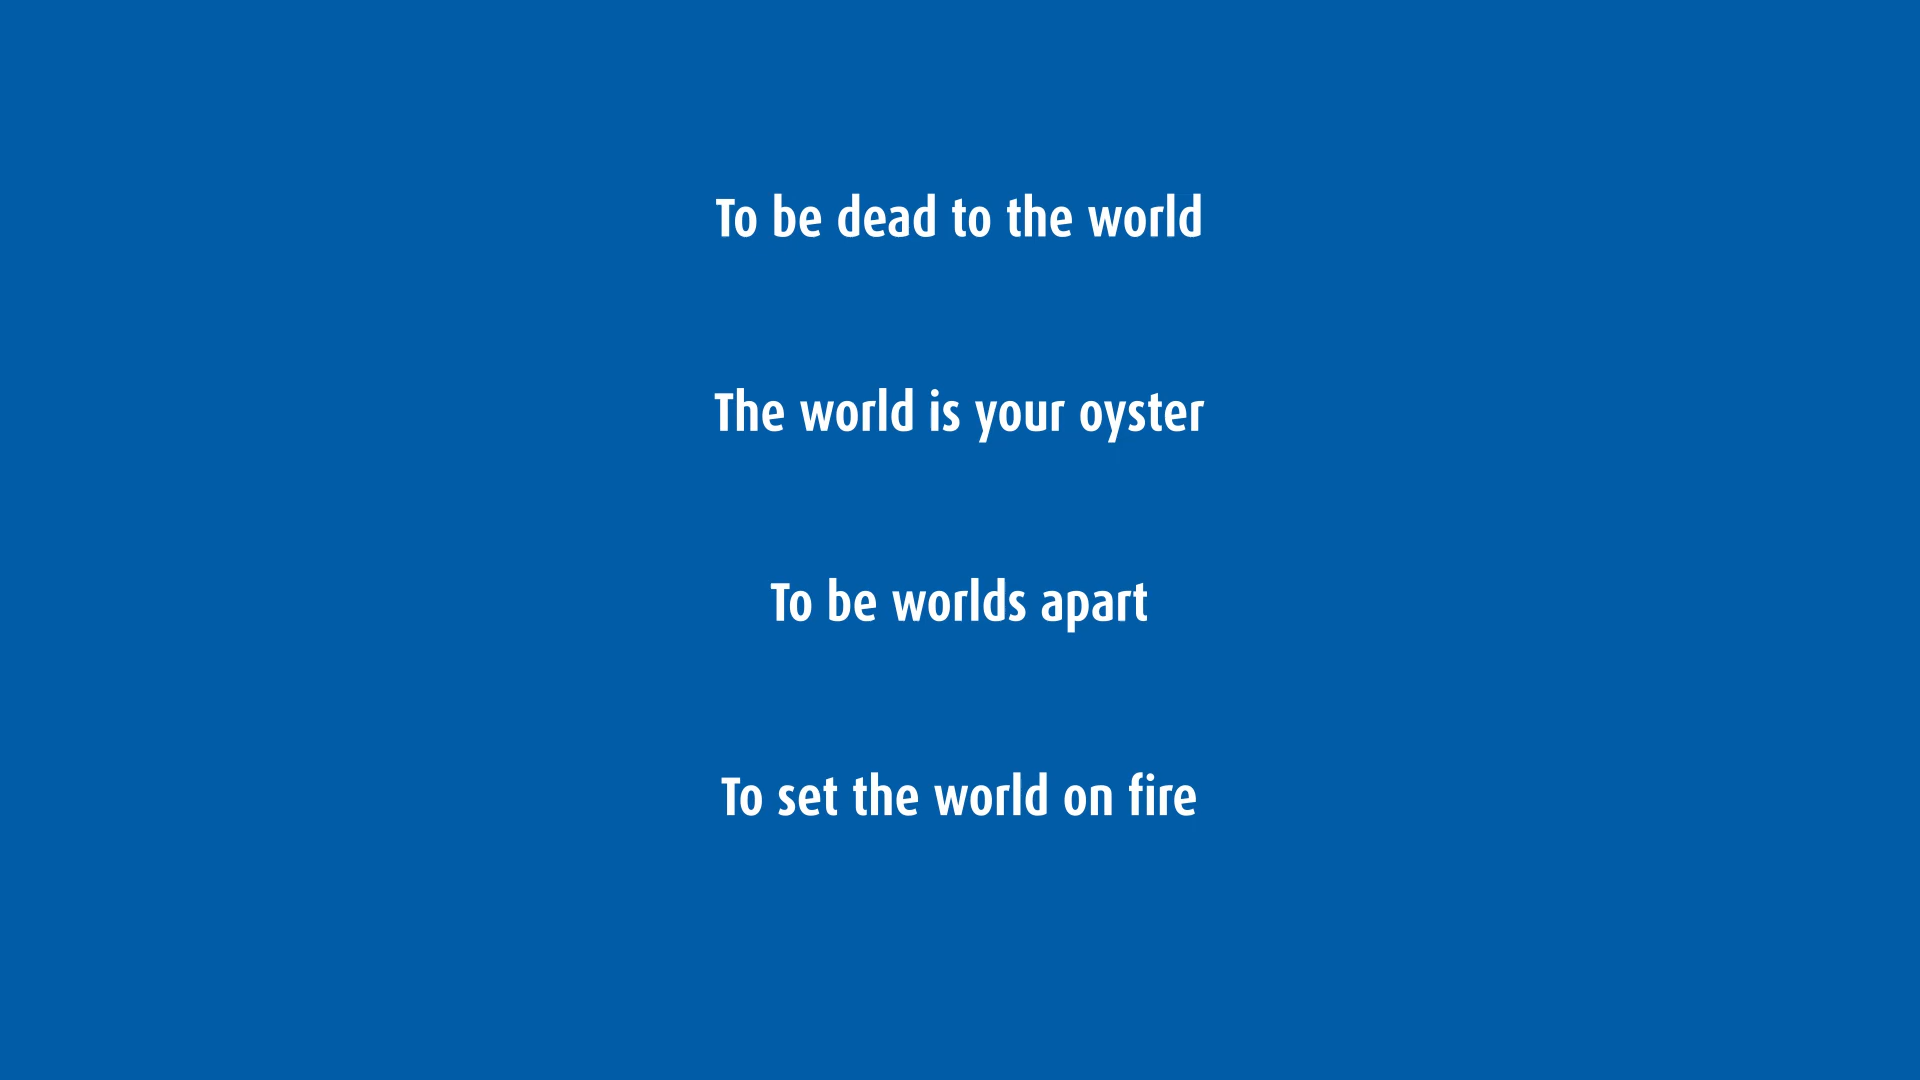 To be dead to the world
The world is your oyster
To be worlds apart
To set the world on fire